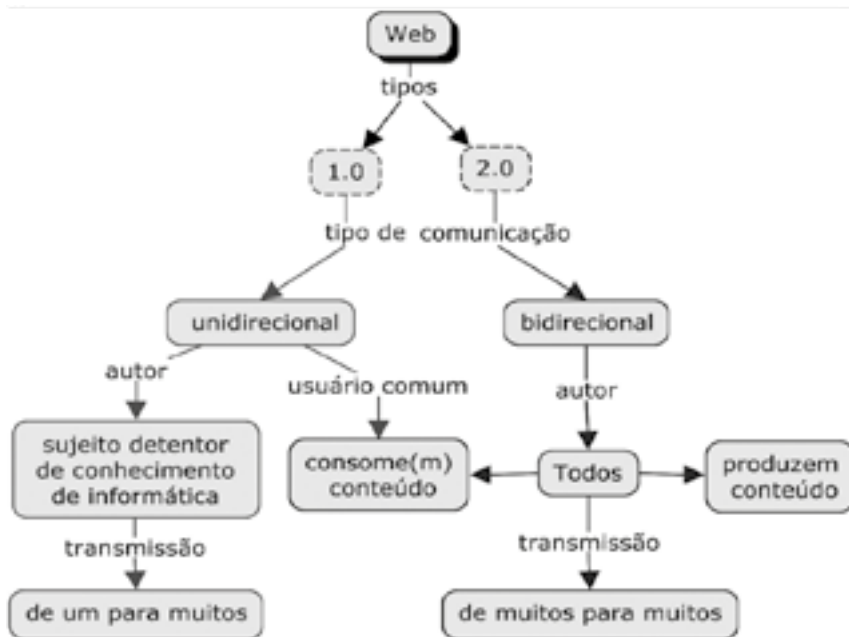 Web
tipos
1.0
2.0
tipo de comunicação
unidirecional
bidirecional
autor
usuário comum
autor
sujeito detentor
de conhecimento
de informática
consome(m)
conteúdo
Todos
produzem
conteúdo
transmissão
transmissão
de um para muitos
de muitos para muitos